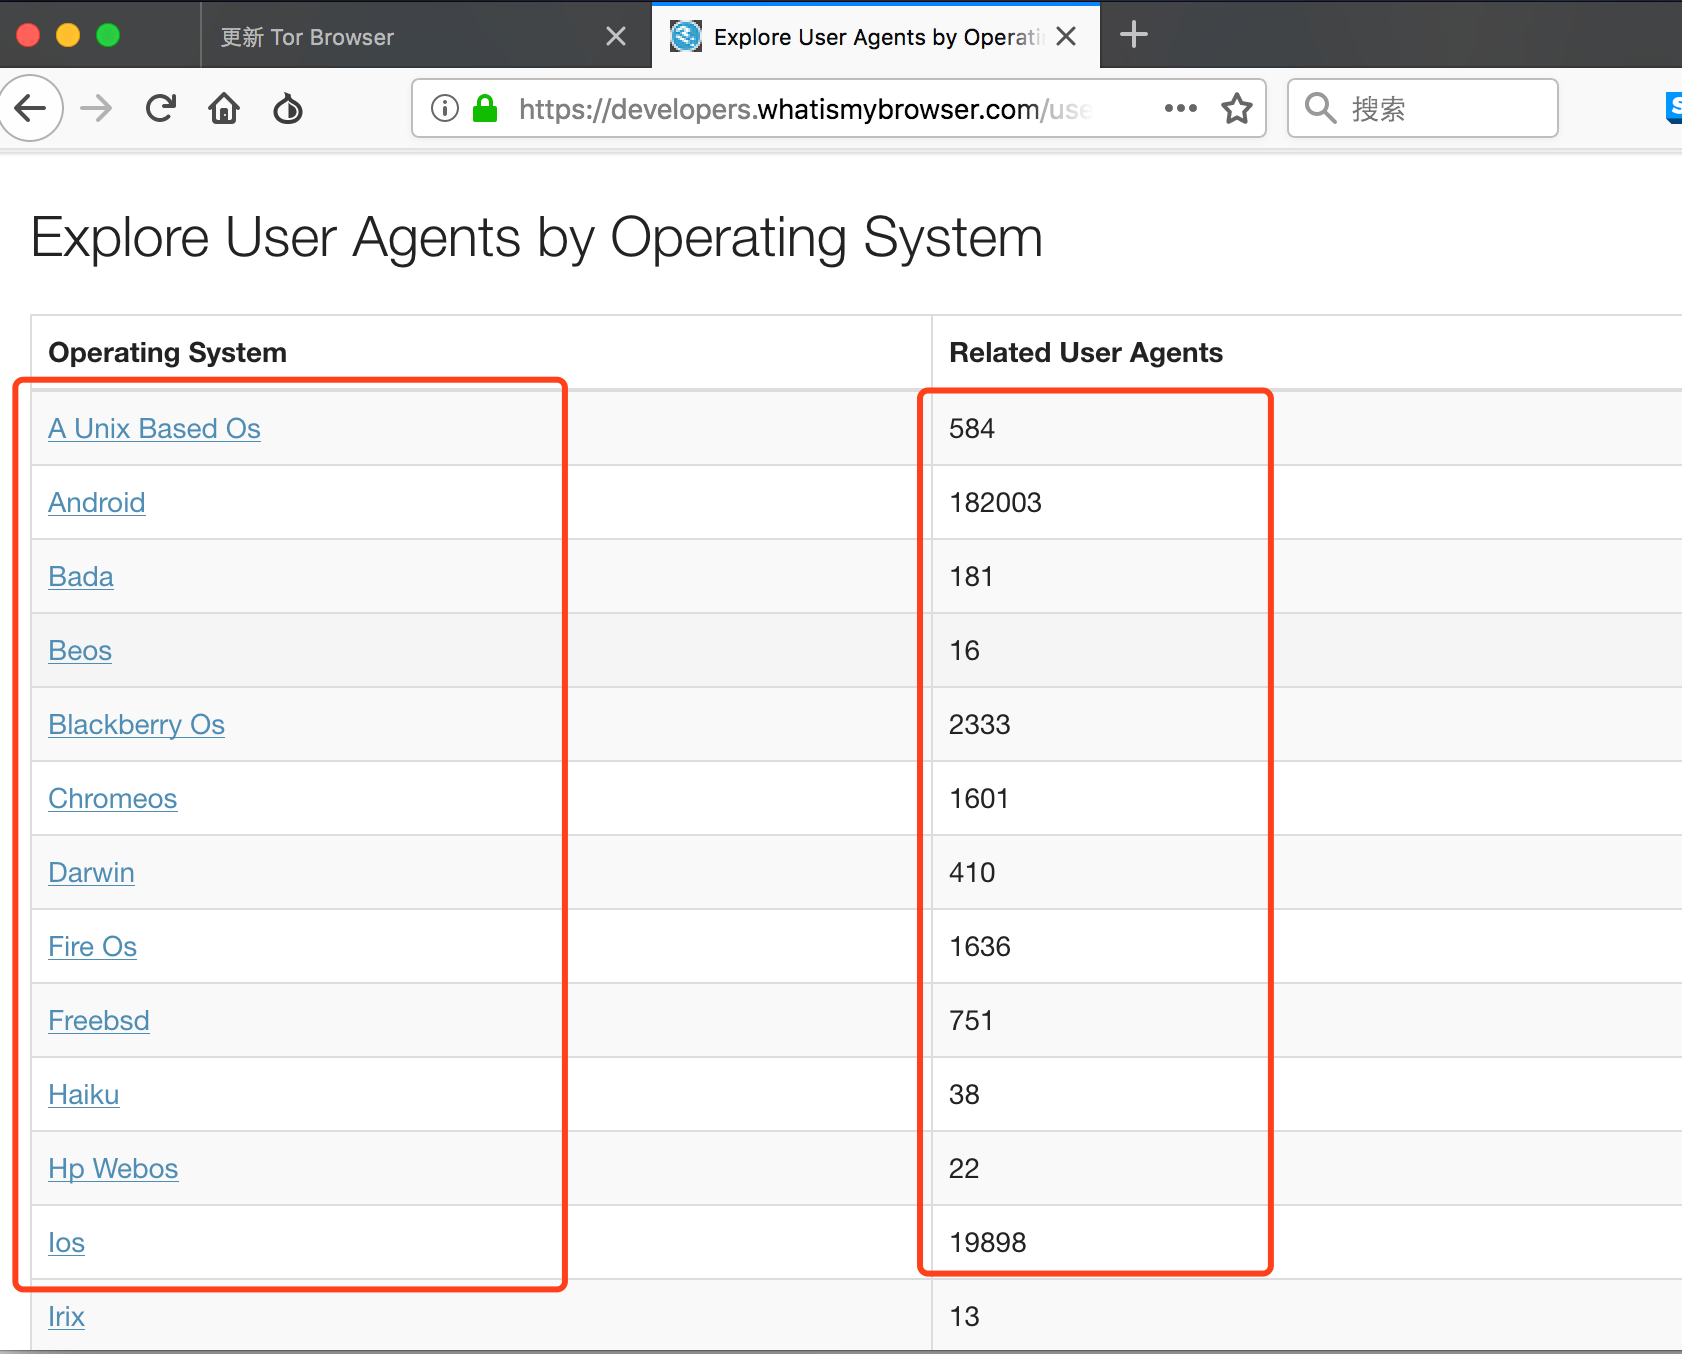 更新 Tor Browser
Explore User Agents by Operati
https://developers.whatismybrowser.com/use
搜索
Explore User Agents by Operating System
Operating System Related User Agents
A Unix Based Os 584
Android 182003
Bada 181
Beos 16
Blackberry Os 2333
Chromeos 1601
Darwin 410
Fire Os 1636
Freebsd 751
Haiku 38
Hp Webos 22
Ios 19898
Irix 13